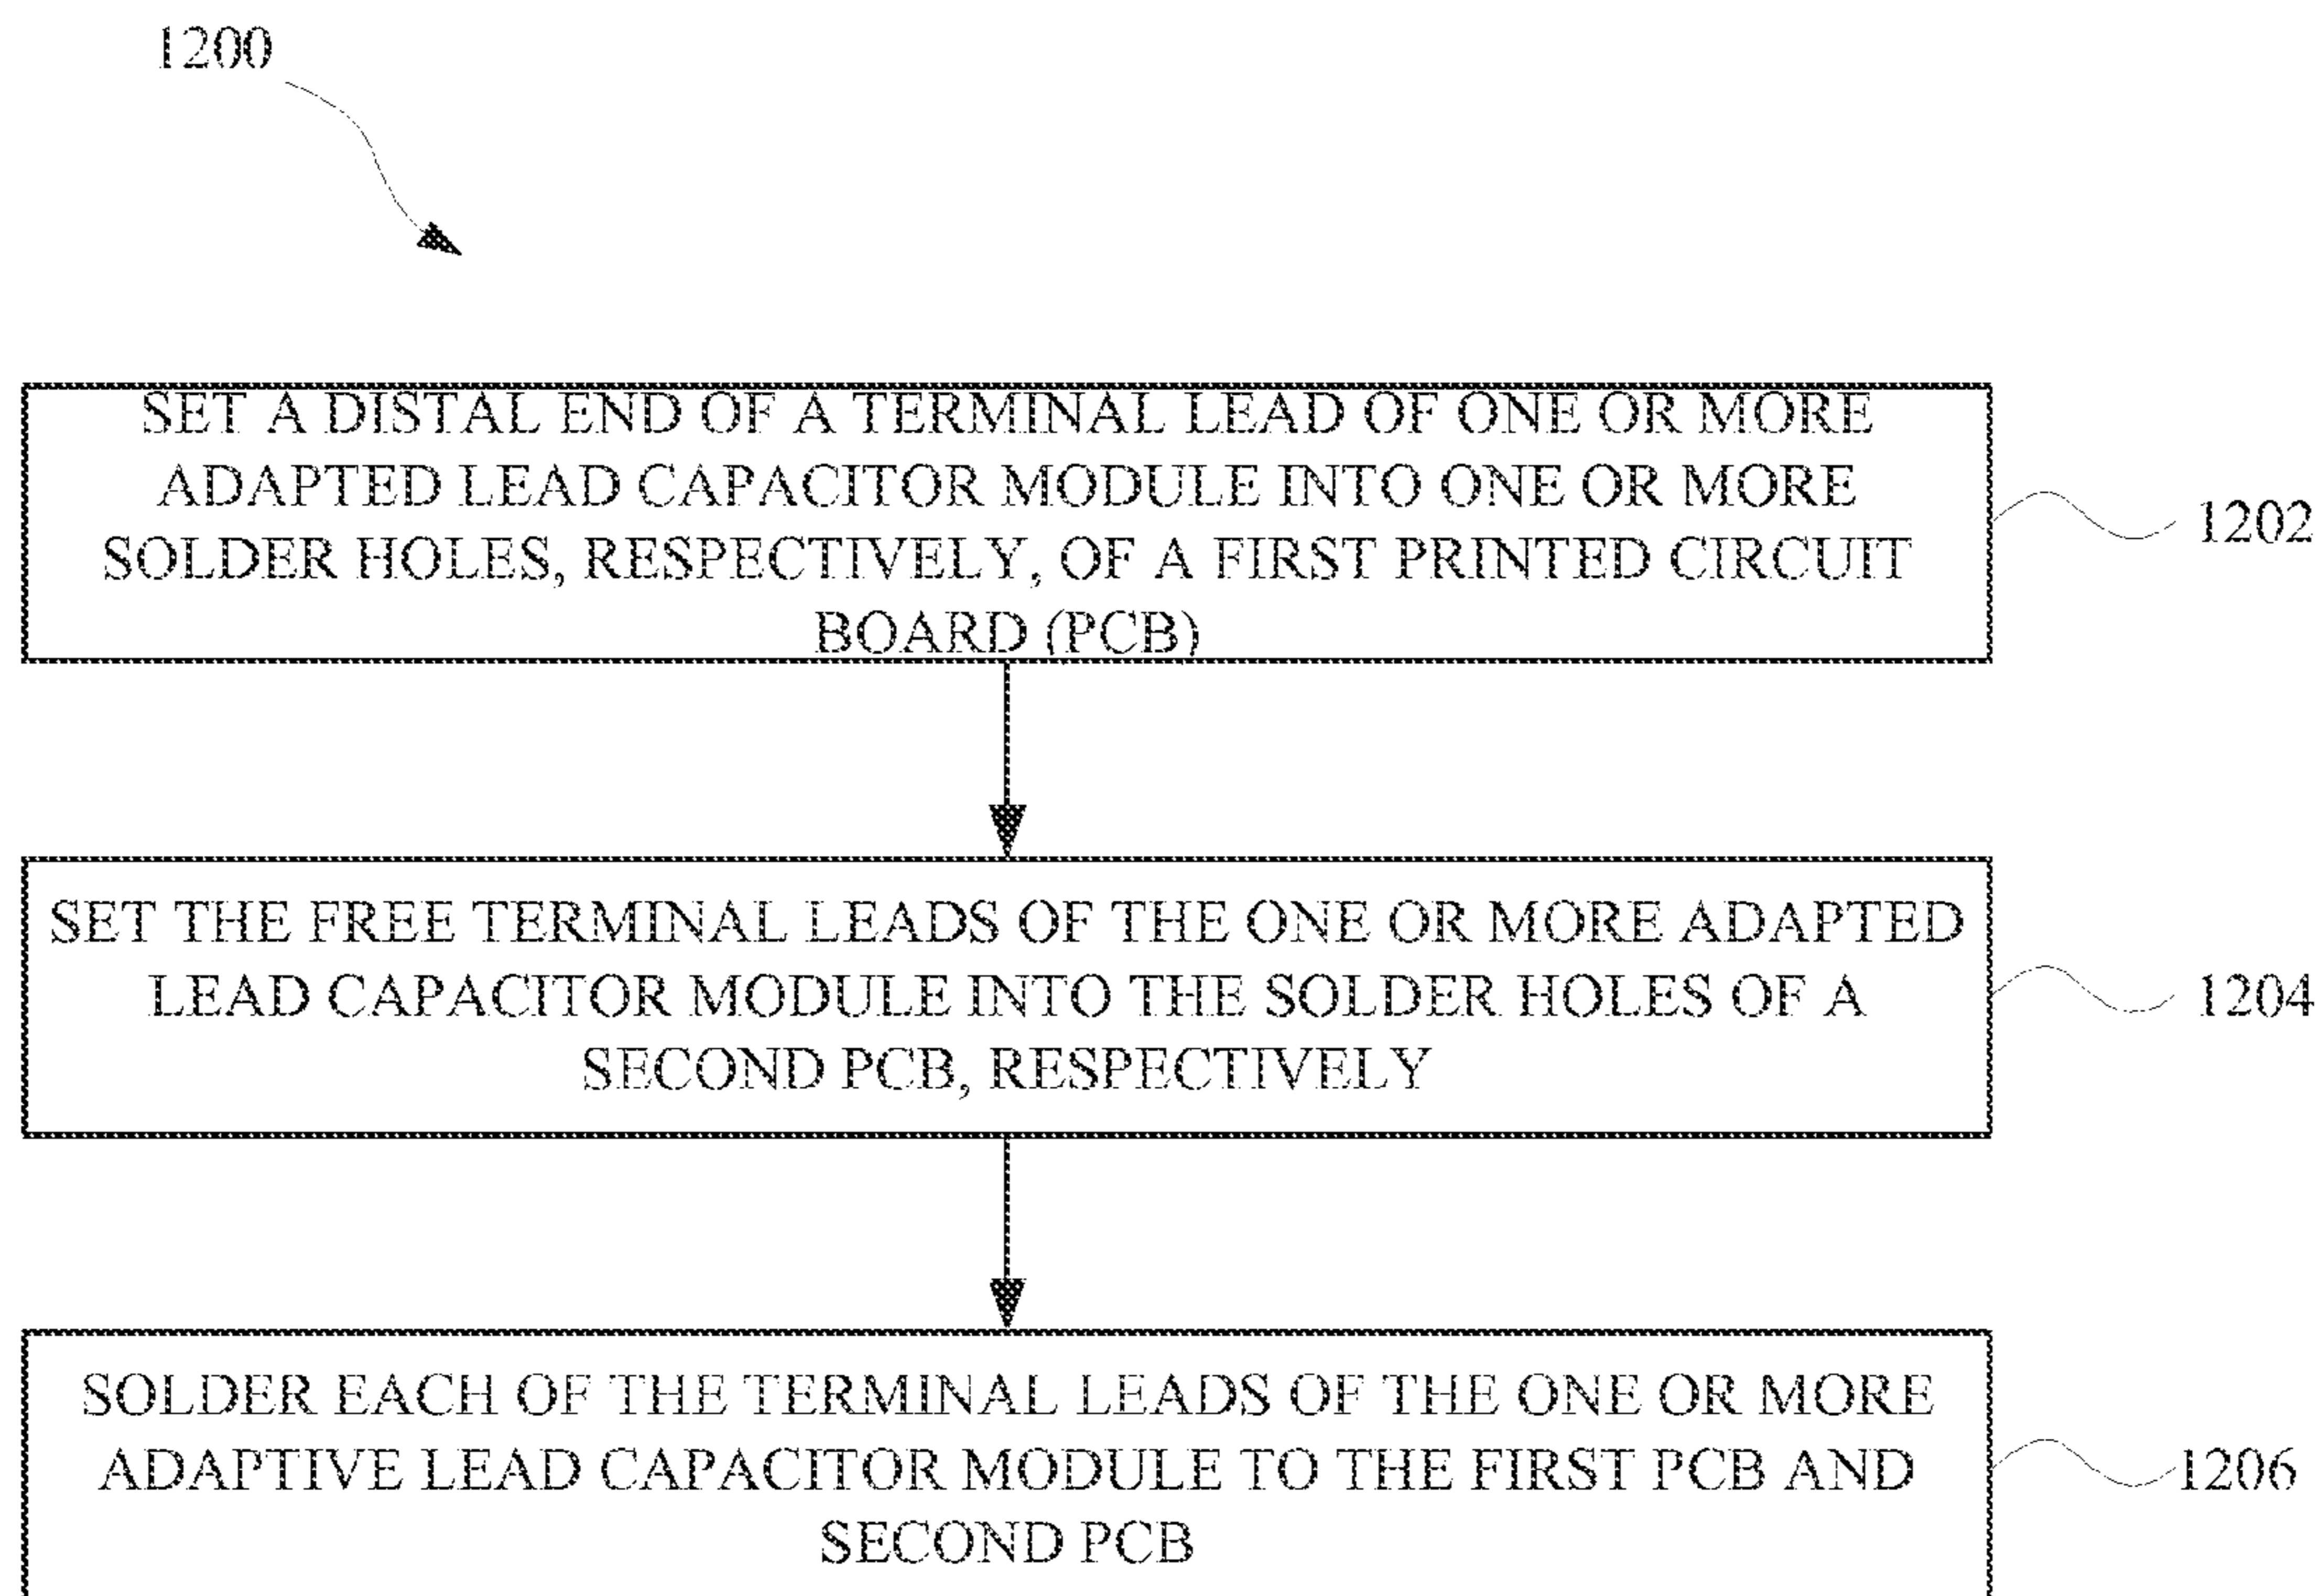 1200
SET A DISTAL END OF A TERMINAL LEAD OF ONE OR MORE
ADAPTED LEAD CAPACITOR MODULE INTO ONE OR MORE
SOLDER HOLES, RESPECTIVELY, OF A FIRST PRINTED CIRCUIT
BOARD (PCB)
1202
SET THE FREE TERMINAL LEADS OF THE ONE OR MORE ADAPTED
LEAD CAPACITOR MODULE INTO THE SOLDER HOLES OF A
SECOND PCB, RESPECTIVELY
1204
SOLDER EACH OF THE TERMINAL LEADS OF THE ONE OR MORE
ADAPTIVE LEAD CAPACITOR MODULE TO THE FIRST PCB AND
SECOND PCB
1206